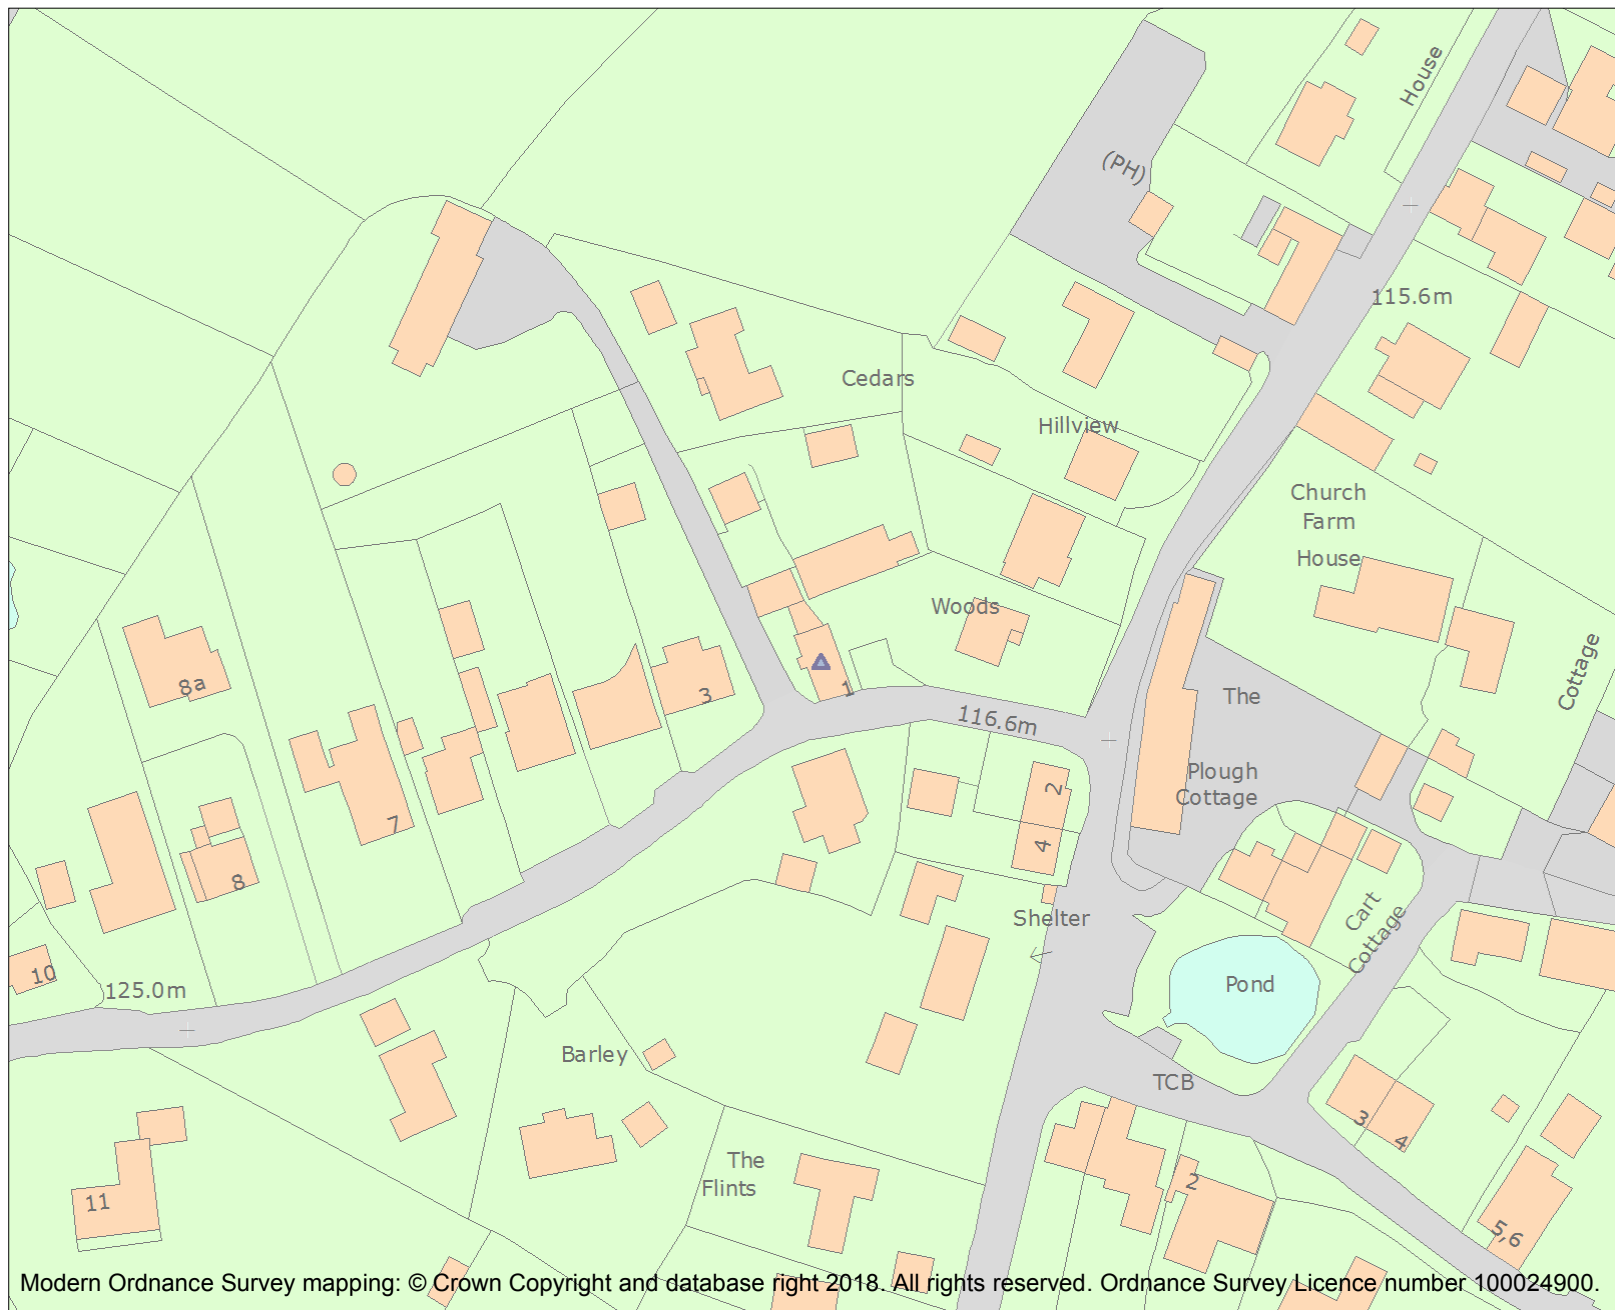 House
(PH)
115.6m
Cedars
Hillview
Church
Farm
House
Woods
Cottage
8a
3
1
The
116.6m
Plough
Cottage
2
7
4
8
Cart
Cottage
Shelter
10
125.0m
Pond
Barley
TCB
3
4
The
Flints
2
11
5,6
Modern Ordnance Survey mapping: © Crown Copyright and database right 2018. All rights reserved. Ordnance Survey Licence number 100024900.